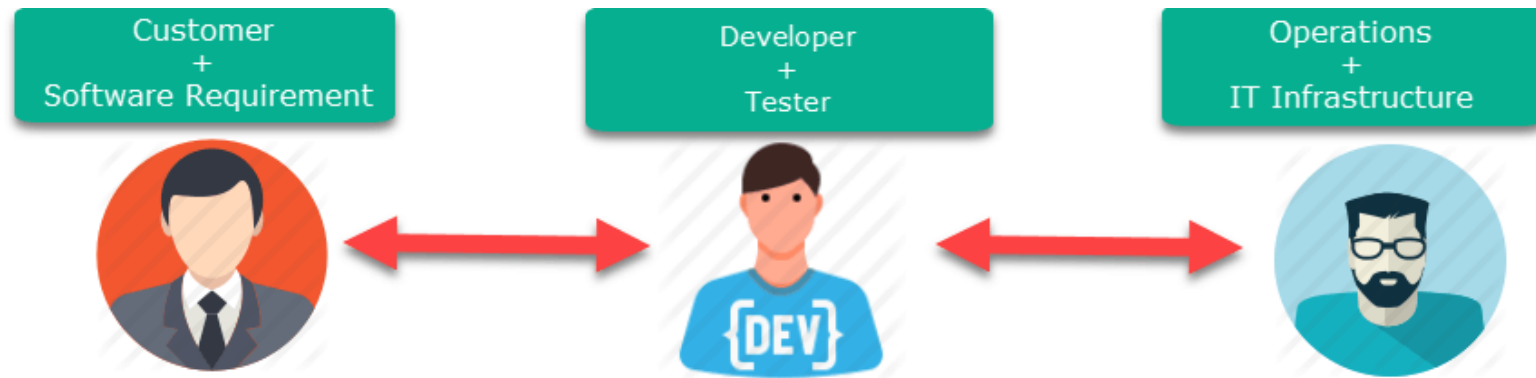 Customer
+
Software Requirement
Developer
+
Tester
Operations
+
IT Infrastructure
{DEV}